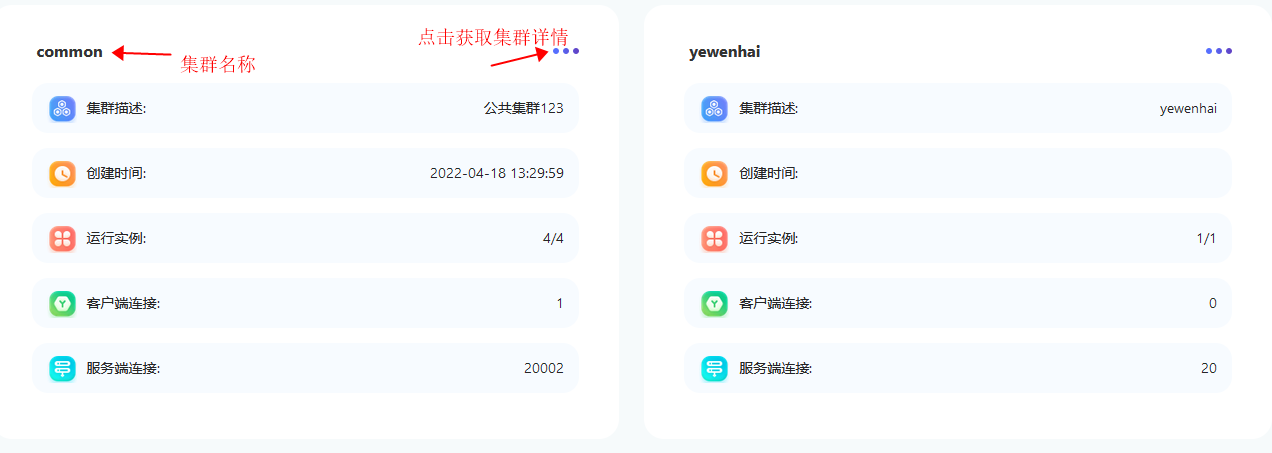 点击获取集群详情
common
集群名称
集群描述:
公共集群123
创建时间:
2022-04-18 13:29:59
运行实例:
4/4
客户端连接:
1
服务端连接:
20002
yewenhai
集群描述:
yewenhai
创建时间:
运行实例:
1/1
客户端连接:
0
服务端连接:
20